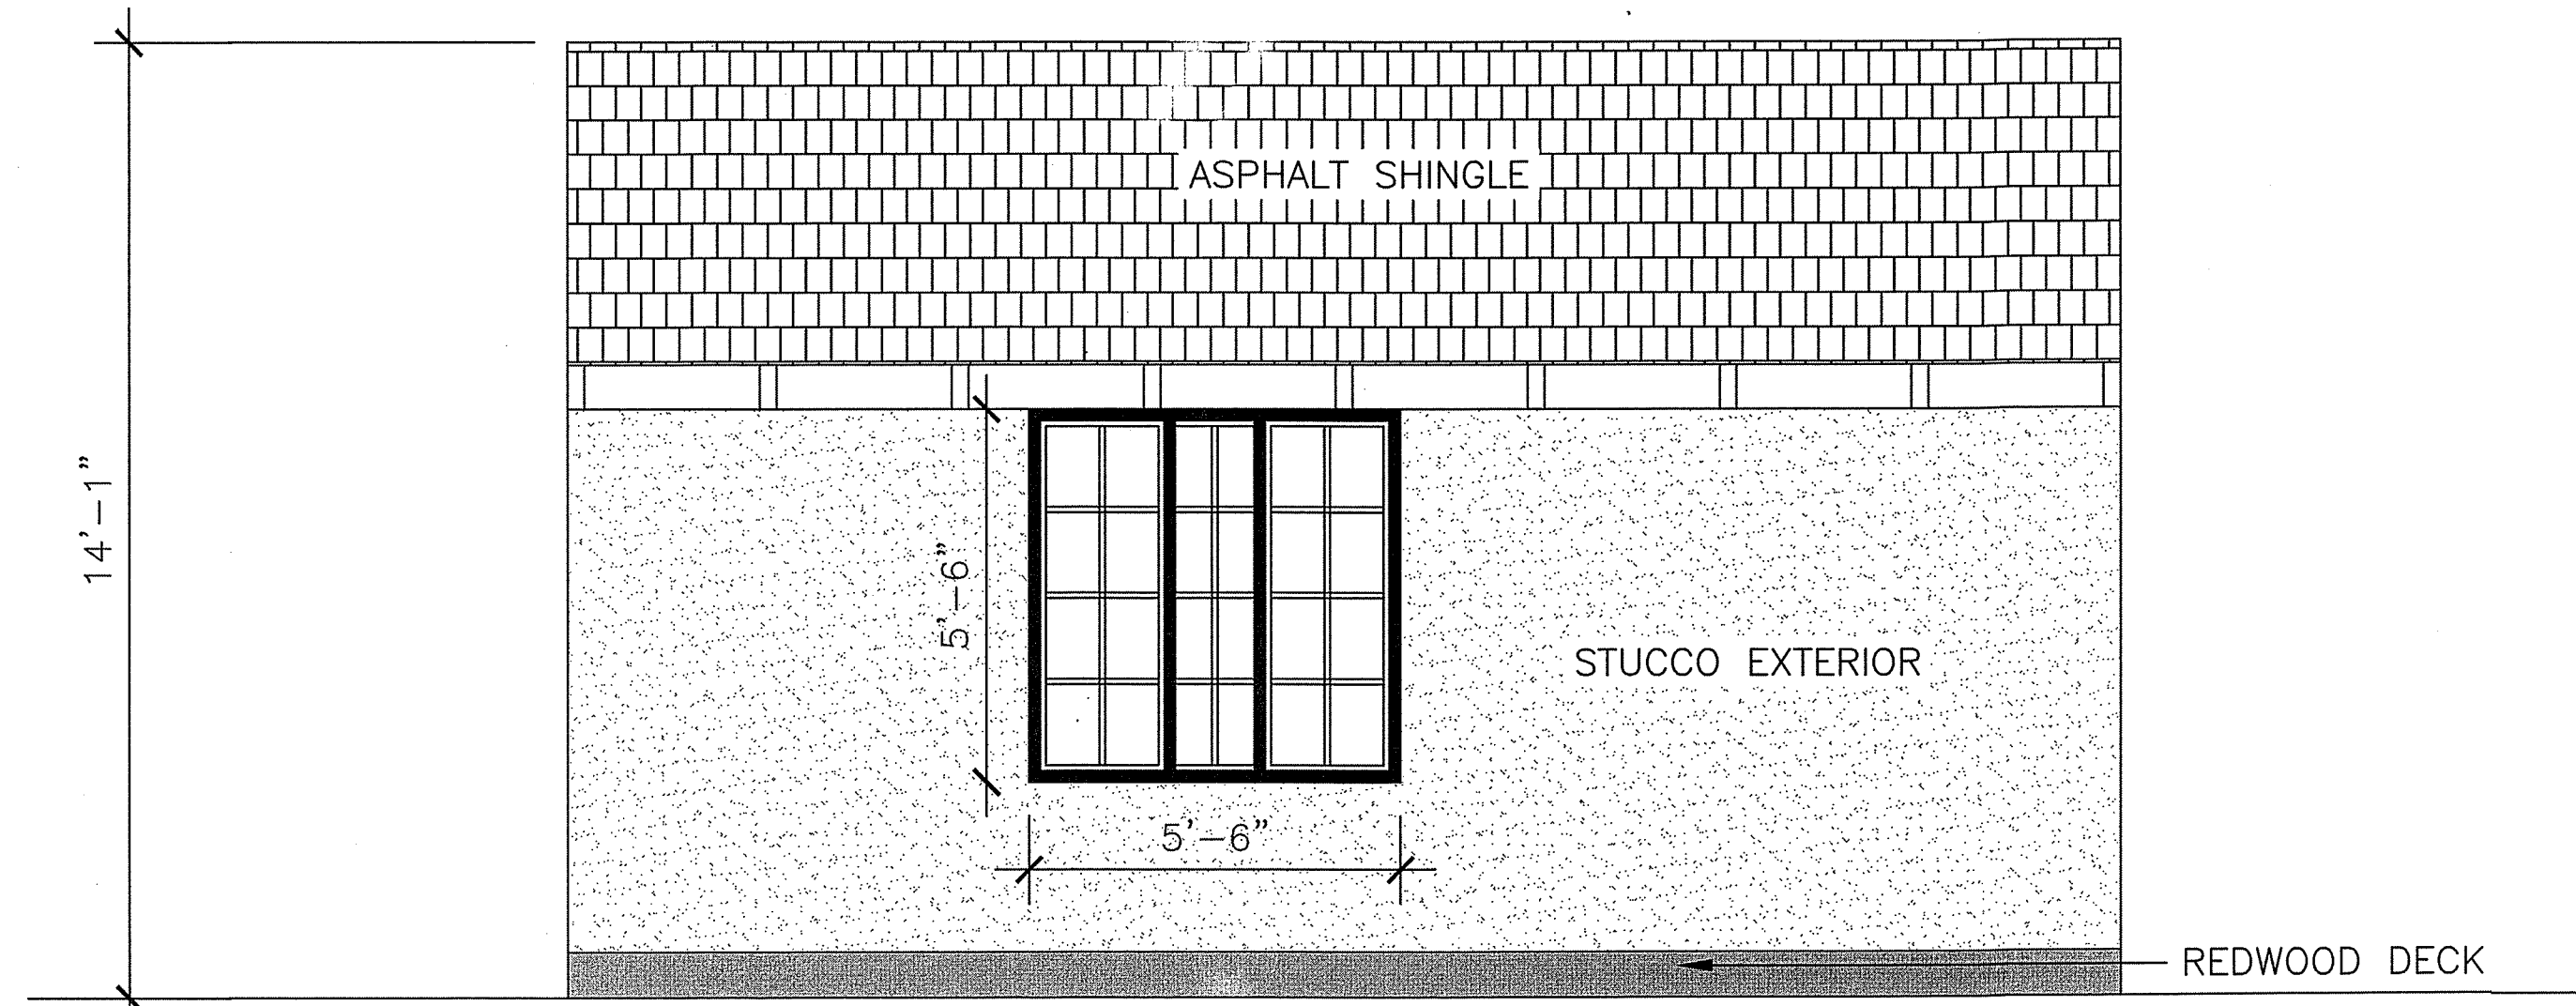 ASPHALT SHINGLE
14'-1"
5'-6"
STUCCO EXTERIOR
5'-6"
REDWOOD DECK